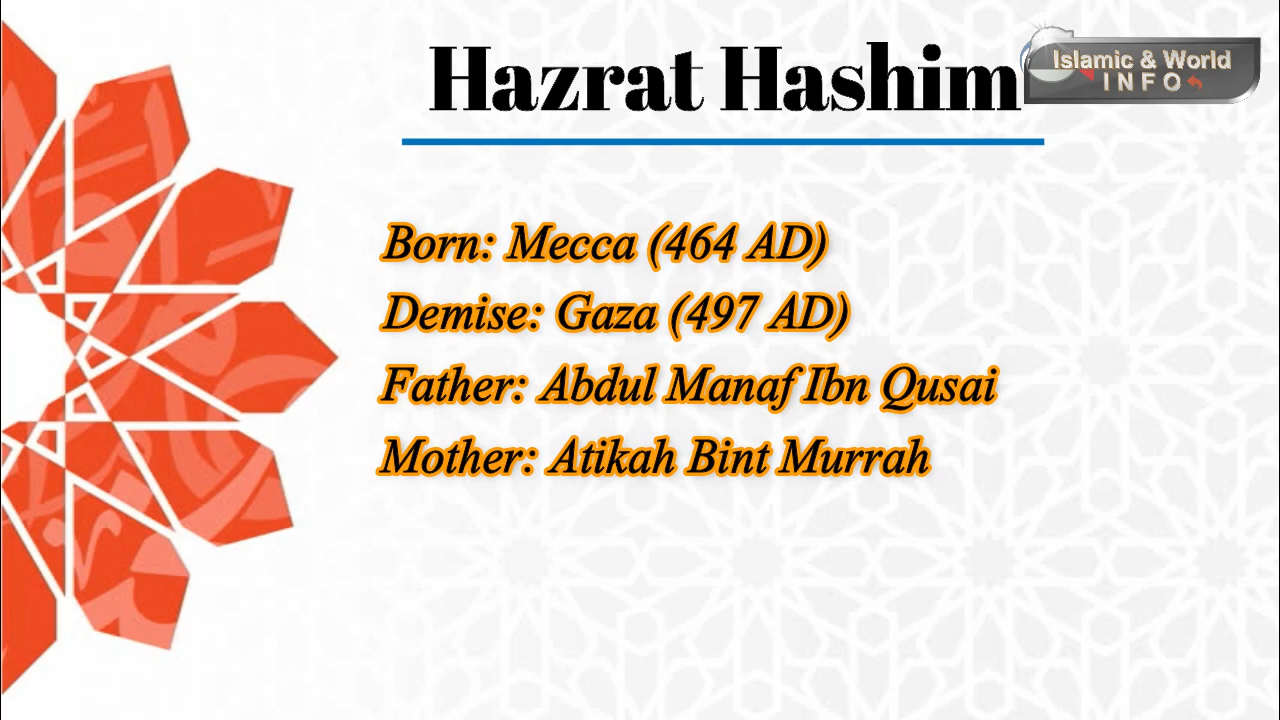 Hazrat Hashim
Islamic & World
INFO
Born: Mecca (464 AD)
Demise: Gaza (497 AD)
Father: Abdul Manaf Ibn Qusai
Mother: Atikah Bint Murrah